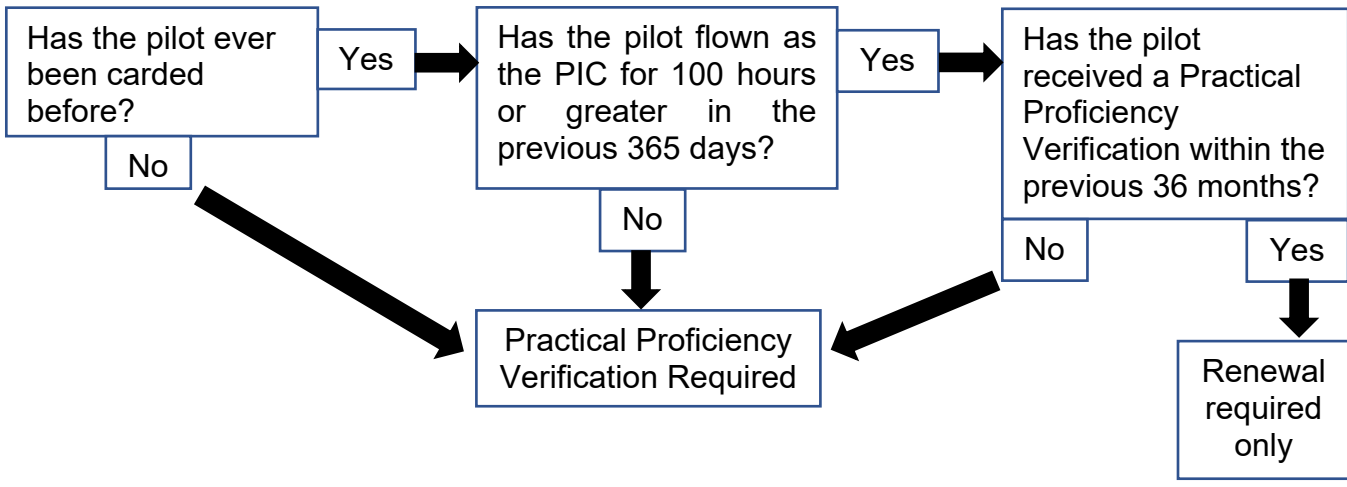 Has the pilot ever
been carded
before?
Yes
No
Has the pilot flown as
the PIC for 100 hours
or greater in the
previous 365 days?
Yes
No
Has the pilot
received a Practical
Proficiency
Verification within the
previous 36 months?
No
Yes
Practical Proficiency
Verification Required
Renewal
required
only